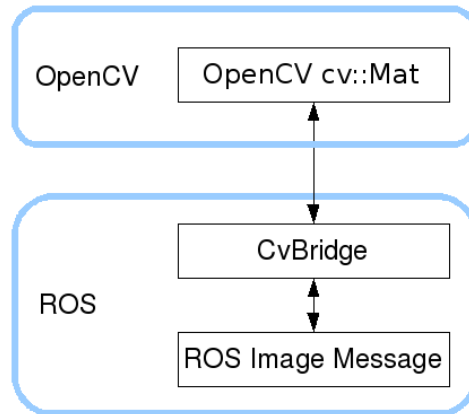 OpenCV
OpenCV cv::Mat
CvBridge
ROS
ROS Image Message